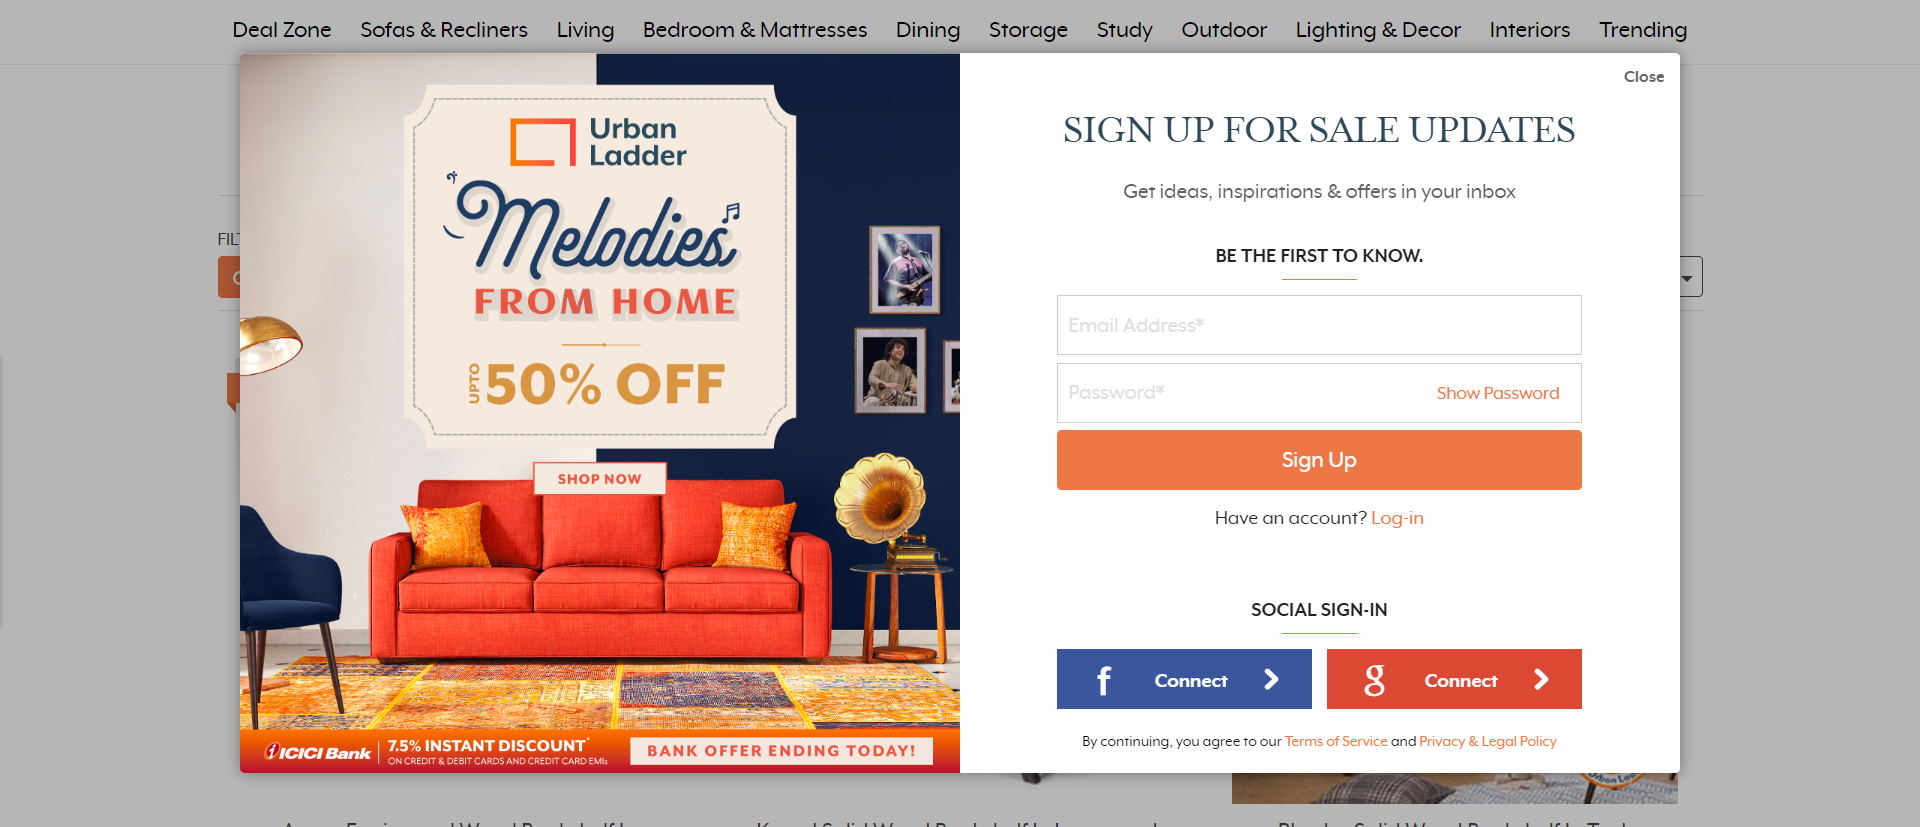 Deal Zone Sofas & Recliners Living Bedroom & Mattresses Dining Storage Study Outdoor Lighting & Decor Interiors Trending
Close
Urban
Ladder
Melodies
FROM HOME
UPTO 50% OFF
SHOP NOW
ICICI Bank
7.5% INSTANT DISCOUNT*
ON CREDIT & DEBIT CARDS AND CREDIT CARD EMIs
BANK OFFER ENDING TODAY!
SIGN UP FOR SALE UPDATES
Get ideas, inspirations & offers in your inbox
BE THE FIRST TO KNOW.
Email Address*
Password* Show Password
Sign Up
Have an account? Log-in
SOCIAL SIGN-IN
f Connect
g Connect
By continuing, you agree to our Terms of Service and Privacy & Legal Policy